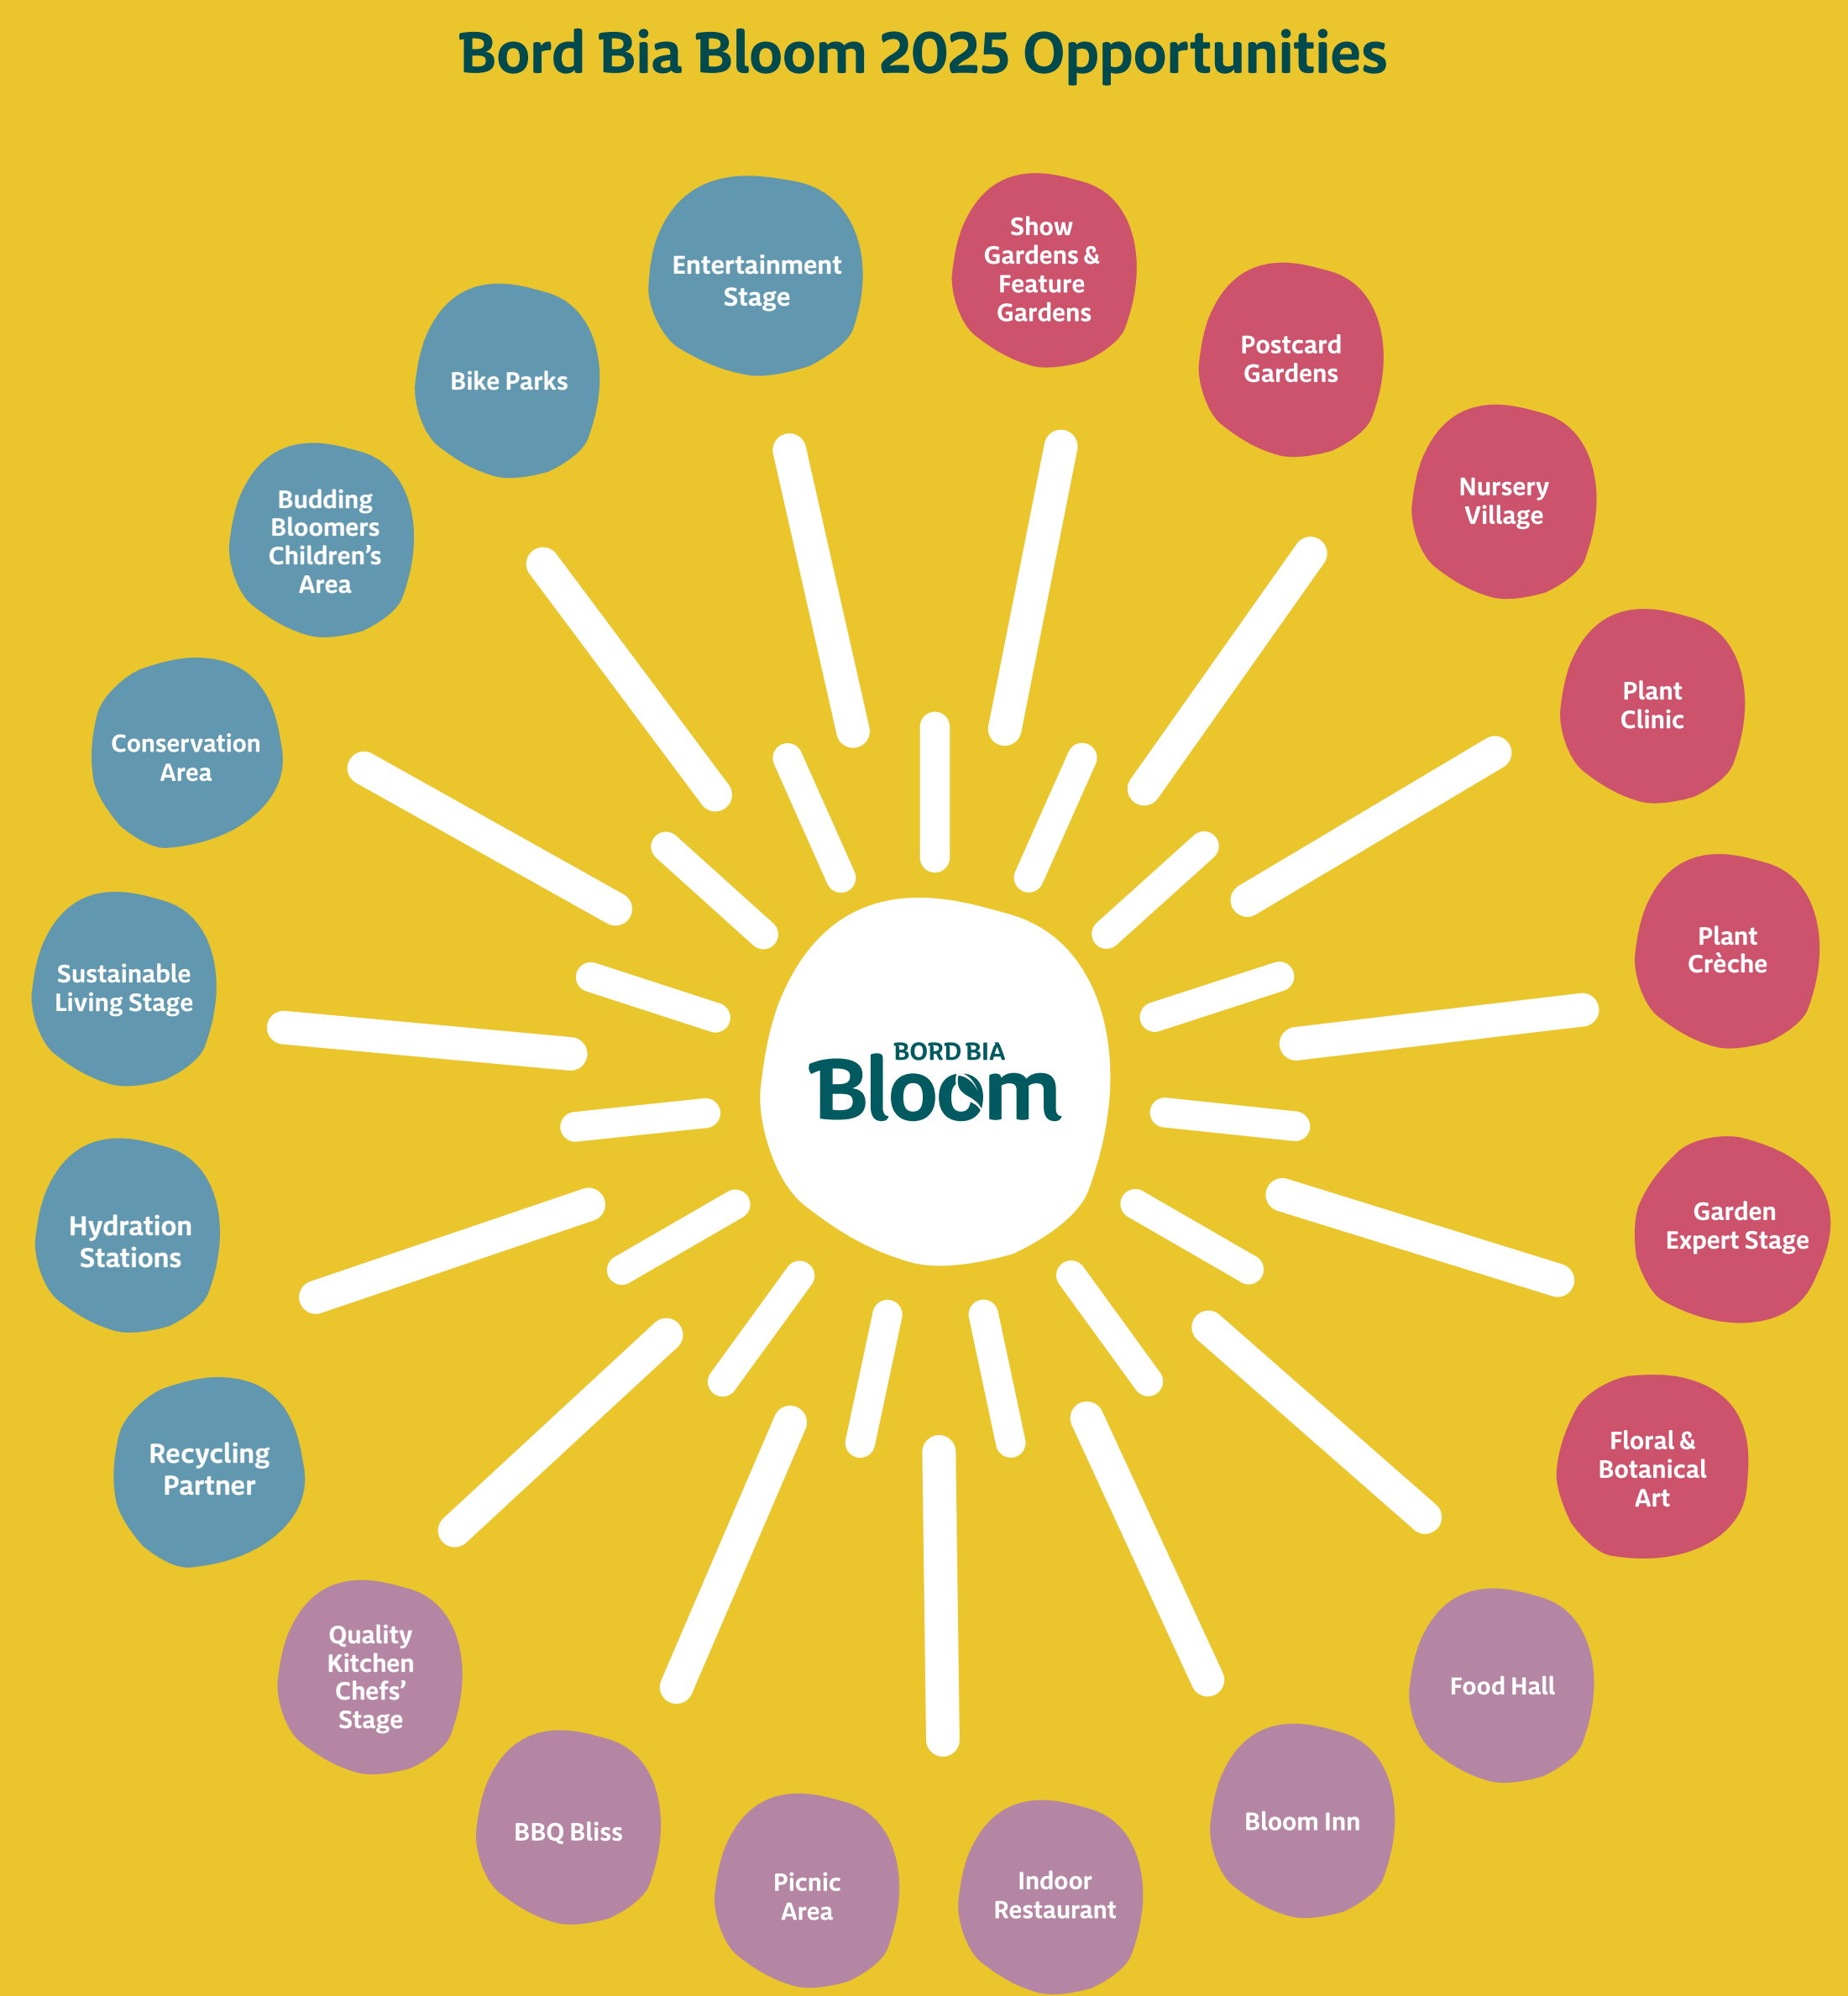 Bord Bia Bloom 2025 Opportunities
Show
Gardens &
Feature
Gardens
Postcard
Gardens
Nursery
Village
Plant
Clinic
Plant
Crèche
Garden
Expert Stage
Floral &
Botanical
Art
Food Hall
Bloom Inn
Indoor
Restaurant
Picnic
Area
BBQ Bliss
Quality
Kitchen
Chefs’
Stage
Recycling
Partner
Hydration
Stations
Sustainable
Living Stage
Conservation
Area
Budding
Bloomers
Children’s
Area
Bike Parks
Entertainment
Stage
BORD BIA
Bloom